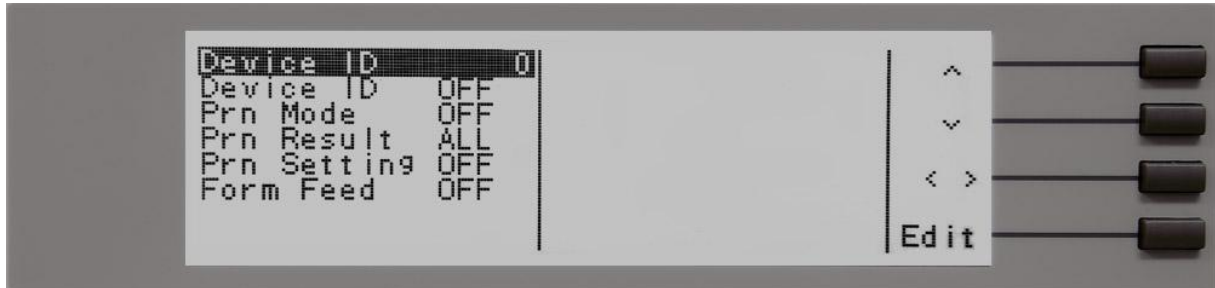 Device ID 0
Device ID OFF
Prn Mode OFF
Prn Result ALL
Prn Setting OFF
Form Feed OFF
^
v
< >
Edit